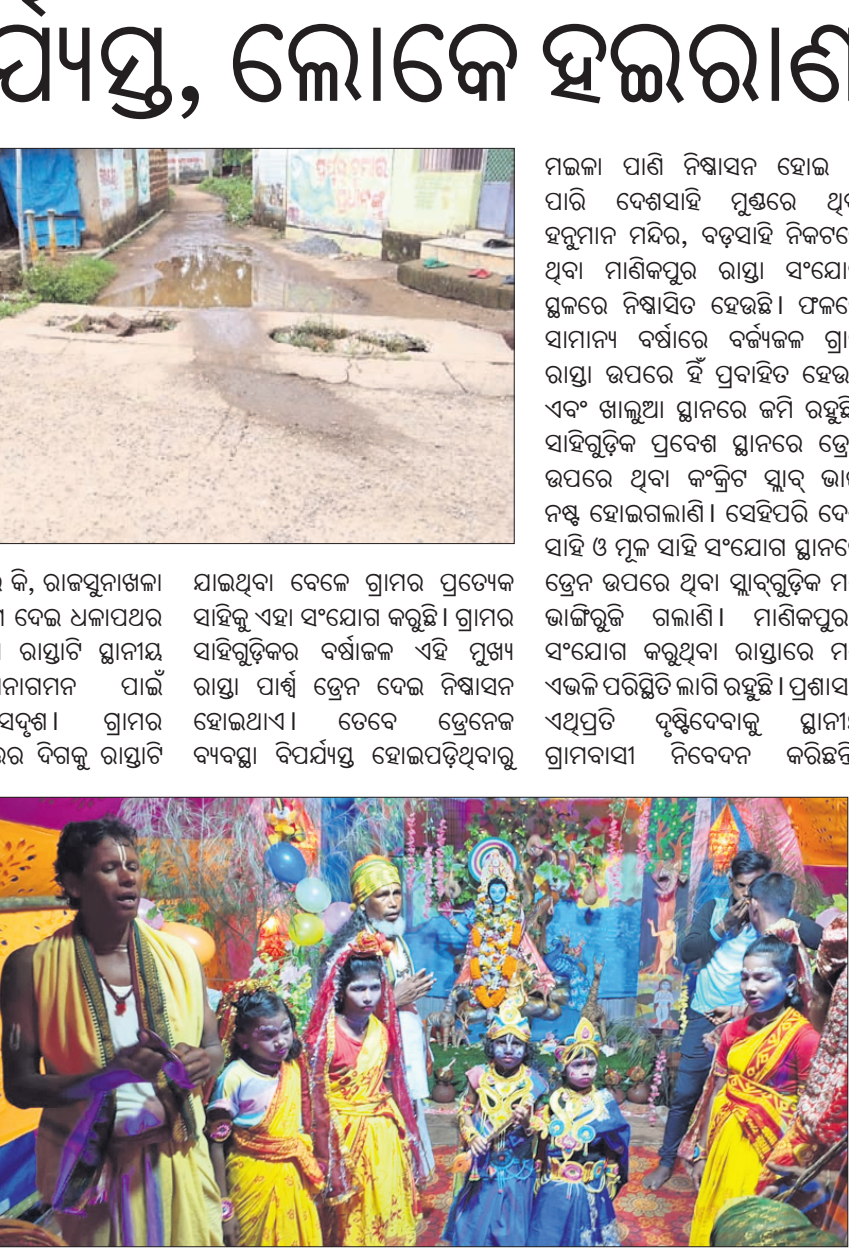 ର୍ଯ୍ୟସ୍ତ, ଲୋକେ ହଇରାଣ
କି, ରାଜସୁନାଖଳା
ଦେଇ ଧଳାପଥର
ରାସ୍ତାଟି ସ୍ଥାନୀୟ
ନାଗମନ ପାଇଁ
ସଦୃଶ। ଗ୍ରାମର
ର ଦିଗକୁ ରାସ୍ତାଟି
ଯାଇଥିବା ବେଳେ ଗ୍ରାମର ପ୍ରତ୍ୟେକ
ସାହିକୁ ଏହା ସଂଯୋଗ କରୁଛି। ଗ୍ରାମର
ସାହିଗୁଡ଼ିକର ବର୍ଷାଜଳ ଏହି ମୁଖ୍ୟ
ରାସ୍ତା ପାର୍ଶ୍ୱ ଡ୍ରେନ ଦେଇ ନିଷ୍କାସନ
ହୋଇଥାଏ। ତେବେ ଡ୍ରେନେଜ
ବ୍ୟବସ୍ଥା ବିପର୍ଯ୍ୟସ୍ତ ହୋଇପଡ଼ିଥିବାରୁ
ମଇଳା ପାଣି ନିଷ୍କାସନ ହୋଇ
ପାରି ଦେଶସାହି ମୁଣ୍ଡରେ ଥିବ
ହନୁମାନ ମନ୍ଦିର, ବଡ଼ସାହି ନିକଟରେ
ଥିବା ମାଣିକପୁର ରାସ୍ତା ସଂଯୋ
ସ୍ଥଳରେ ନିଷ୍କାସିତ ହେଉଛି। ଫଳରେ
ସାମାନ୍ୟ ବର୍ଷାରେ ବର୍ଜ୍ୟଜଳ ଗ୍ରା
ରାସ୍ତା ଉପରେ ହିଁ ପ୍ରବାହିତ ହେଉ
ଏବଂ ଖାଲୁଆ ସ୍ଥାନରେ ଜମି ରହୁଛି
ସାହିଗୁଡ଼ିକ ପ୍ରବେଶ ସ୍ଥାନରେ ଡ୍ରେ
ଉପରେ ଥିବା କଂକ୍ରିଟ ସ୍ଲାବ୍ ଭା
ନଷ୍ଟ ହୋଇଗଲାଣି। ସେହିପରି ଦେ
ସାହି ଓ ମୂଳ ସାହି ସଂଯୋଗ ସ୍ଥାନରେ
ଡ୍ରେନ ଉପରେ ଥିବା ସ୍ଲାବ୍‌ଗୁଡ଼ିକ ମ
ଭାଙ୍ଗିରୁଜି ଗଲାଣି। ମାଣିକପୁର
ସଂଯୋଗ କରୁଥିବା ରାସ୍ତାରେ ମ
ଏଭଳି ପରିସ୍ଥିତି ଲାଗି ରହୁଛି। ପ୍ରଶାସ
ଏଥିପ୍ରତି ଦୃଷ୍ଟିଦେବାକୁ ସ୍ଥାନୀ
ଗ୍ରାମବାସୀ ନିବେଦନ କରିଛନ୍ତି